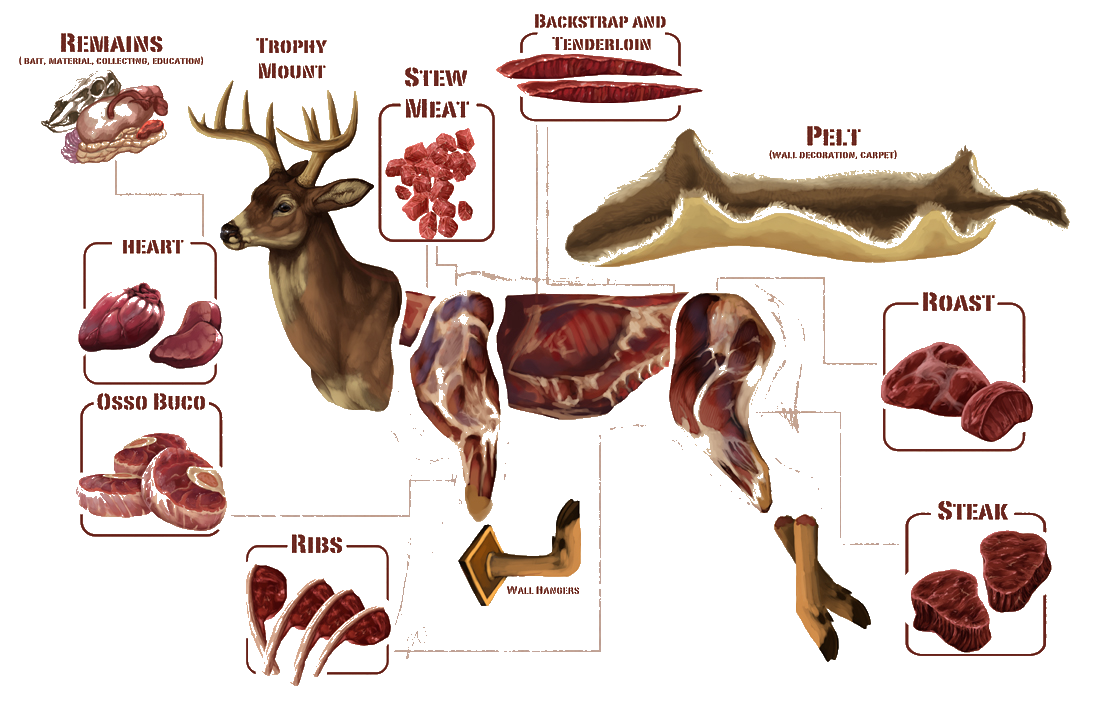 REMAINS
( BAIT, MATERIAL, COLLECTING, EDUCATION)
TROPHY
MOUNT
STEW
MEAT
BACKSTRAP AND
TENDERLOIN
PELT
(WALL DECORATION, CARPET)
HEART
ROAST
OSSO BUCO
RIBS
WALL HANGERS
STEAK